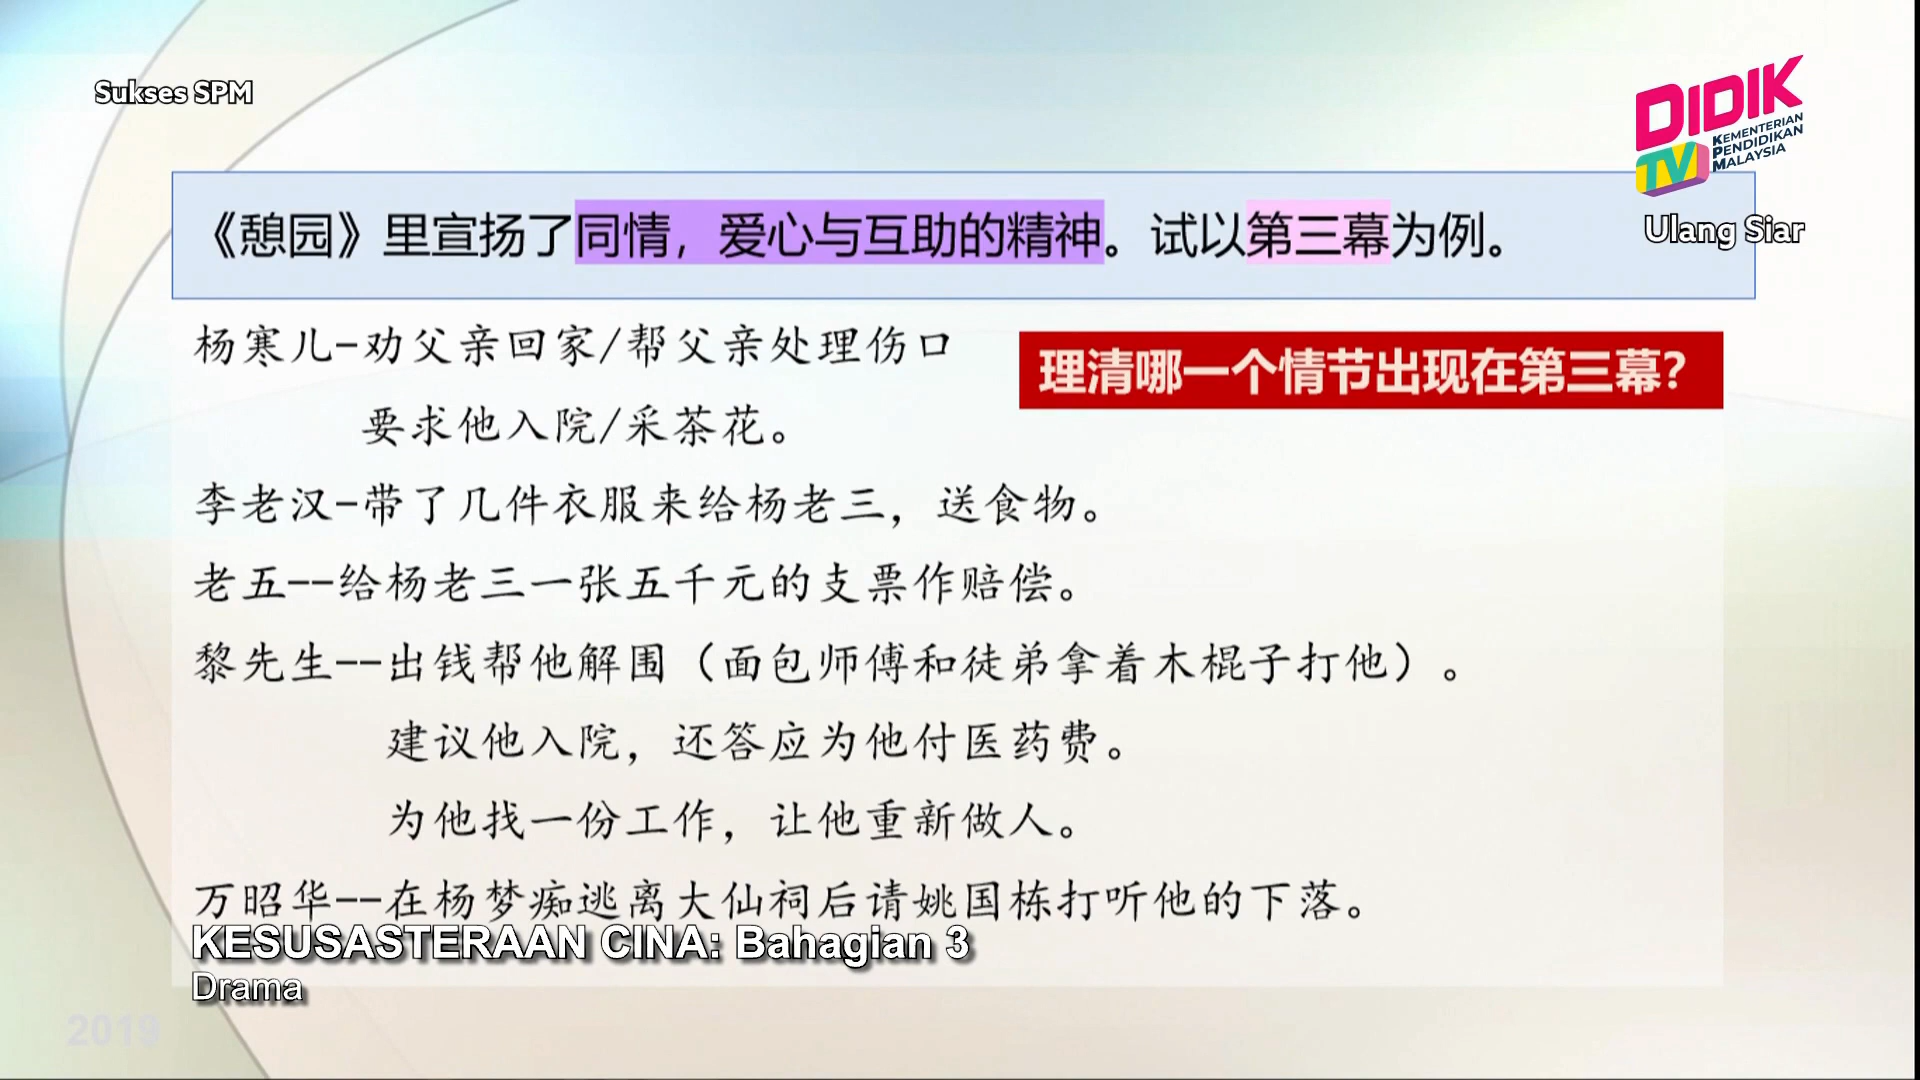 Sukses SPM
DIDIK
TV
KEMENTERIAN
PENDIDIKAN
MALAYSIA
Ulang Siar
《憩园》里宣扬了同情，爱心与互助的精神。试以第三幕为例。
理清哪一个情节出现在第三幕？
杨寒儿-劝父亲回家/帮父亲处理伤口
要求他入院/采茶花。
李老汉-带了几件衣服来给杨老三，送食物。
老五--给杨老三一张五千元的支票作赔偿。
黎先生--出钱帮他解围（面包师傅和徒弟拿着木棍子打他）。
建议他入院，还答应为他付医药费。
为他找一份工作，让他重新做人。
万昭华--在杨梦痴逃离大仙祠后请姚国栋打听他的下落。
KESUSASTERAAN CINA: Bahagian 3
Drama
2019